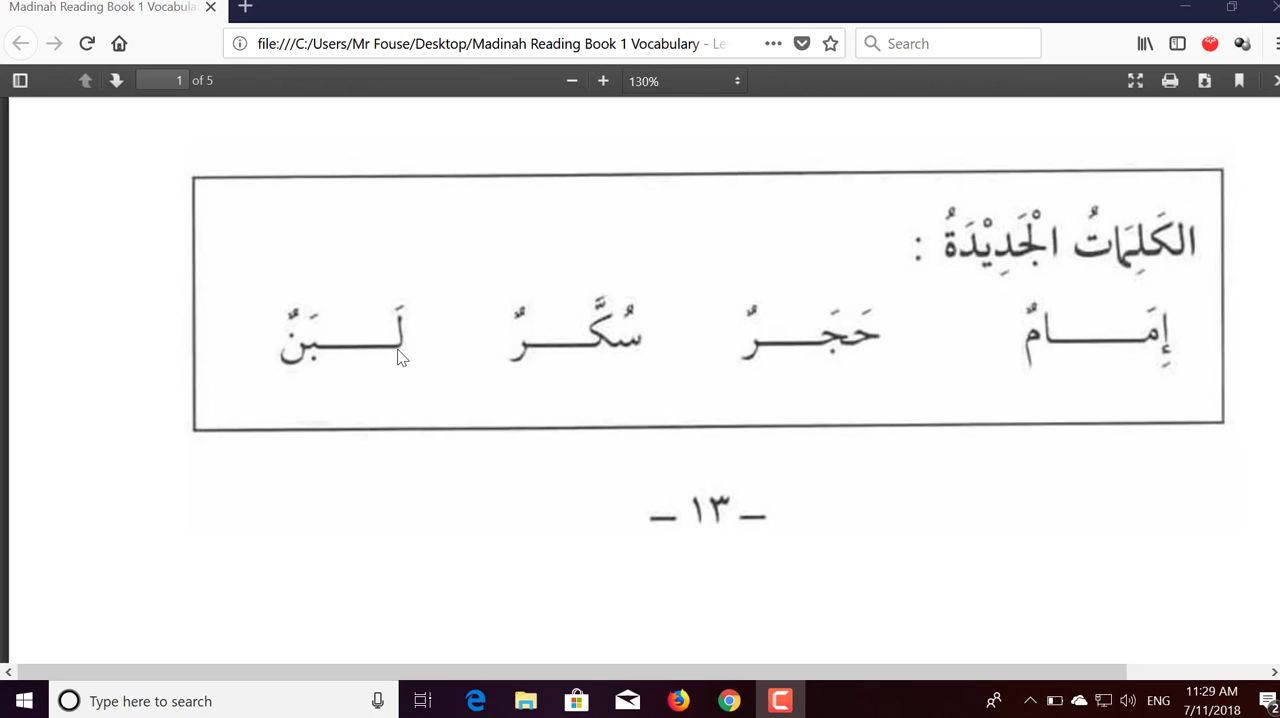 Madinah Reading Book 1 Vocabula
file:///C:/Users/Mr Fouse/Desktop/Madinah Reading Book 1 Vocabulary - Le
Search
1 of 5
130%
الكَلِمَاتُ الْجَدِيْدَةُ :
إِمَـــامٌ حَجَـــرٌ سُكَّـــرٌ لَـــبَنٌ
– ١٣ –
Type here to search
ENG
11:29 AM
7/11/2018
2